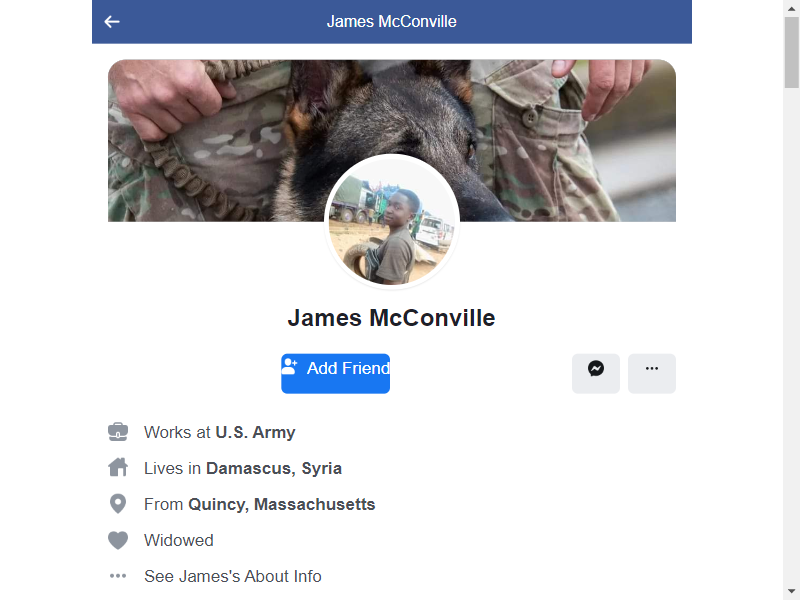 James McConville
James McConville
Add Friend
Works at U.S. Army
Lives in Damascus, Syria
From Quincy, Massachusetts
Widowed
See James's About Info